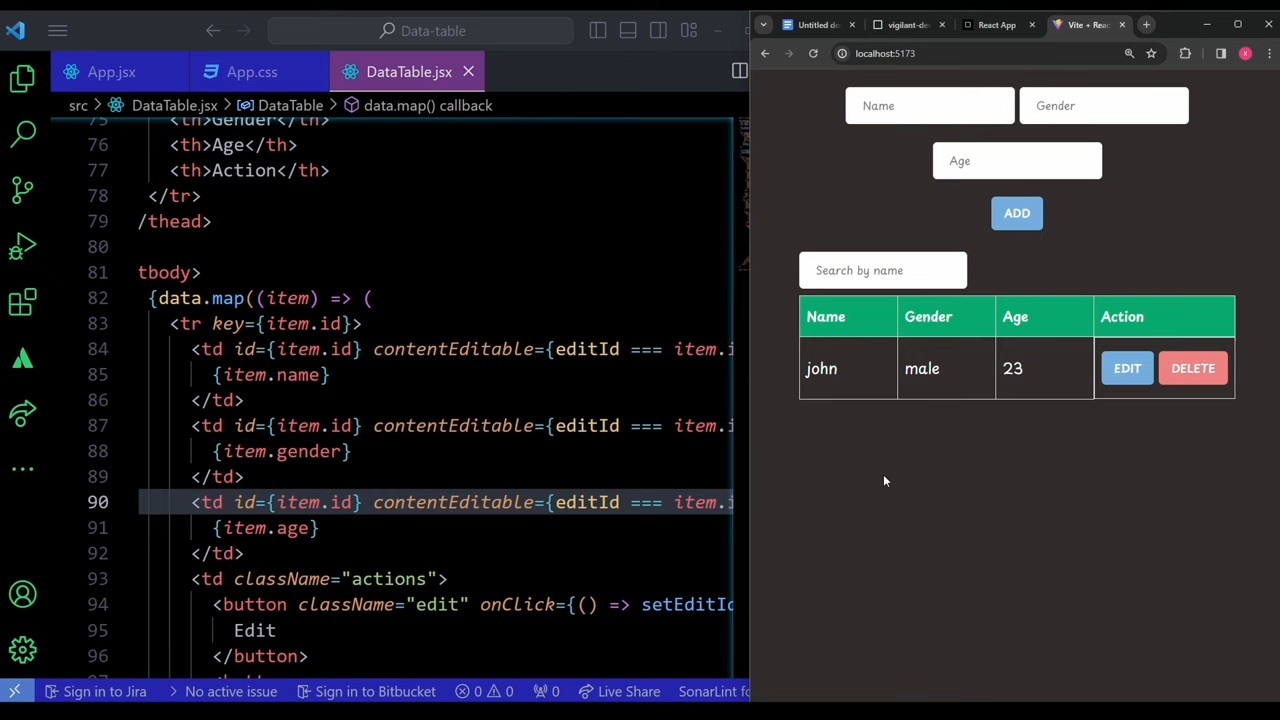 Data-table
App.jsx
App.css
DataTable.jsx
src > DataTable.jsx > DataTable > data.map() callback
75 <th>Gender</th>
76 <th>Age</th>
77 <th>Action</th>
78 </tr>
79 /thead>
80
81 tbody>
82 {data.map((item) => (
83 <tr key={item.id}>
84 <td id={item.id} contentEditable={editId === item.i
85 {item.name}
86 </td>
87 <td id={item.id} contentEditable={editId === item.i
88 {item.gender}
89 </td>
90 <td id={item.id} contentEditable={editId === item.i
91 {item.age}
92 </td>
93 <td className="actions">
94 <button className="edit" onClick={() => setEditId
95 Edit
96 </button>
Sign in to Jira
No active issue
Sign in to Bitbucket
0 0
0
Live Share
SonarLint fo
Untitled do
vigilant-de
React App
Vite + Rea
localhost:5173
Name
Gender
Age
ADD
Search by name
Name Gender Age Action
john male 23 EDIT DELETE